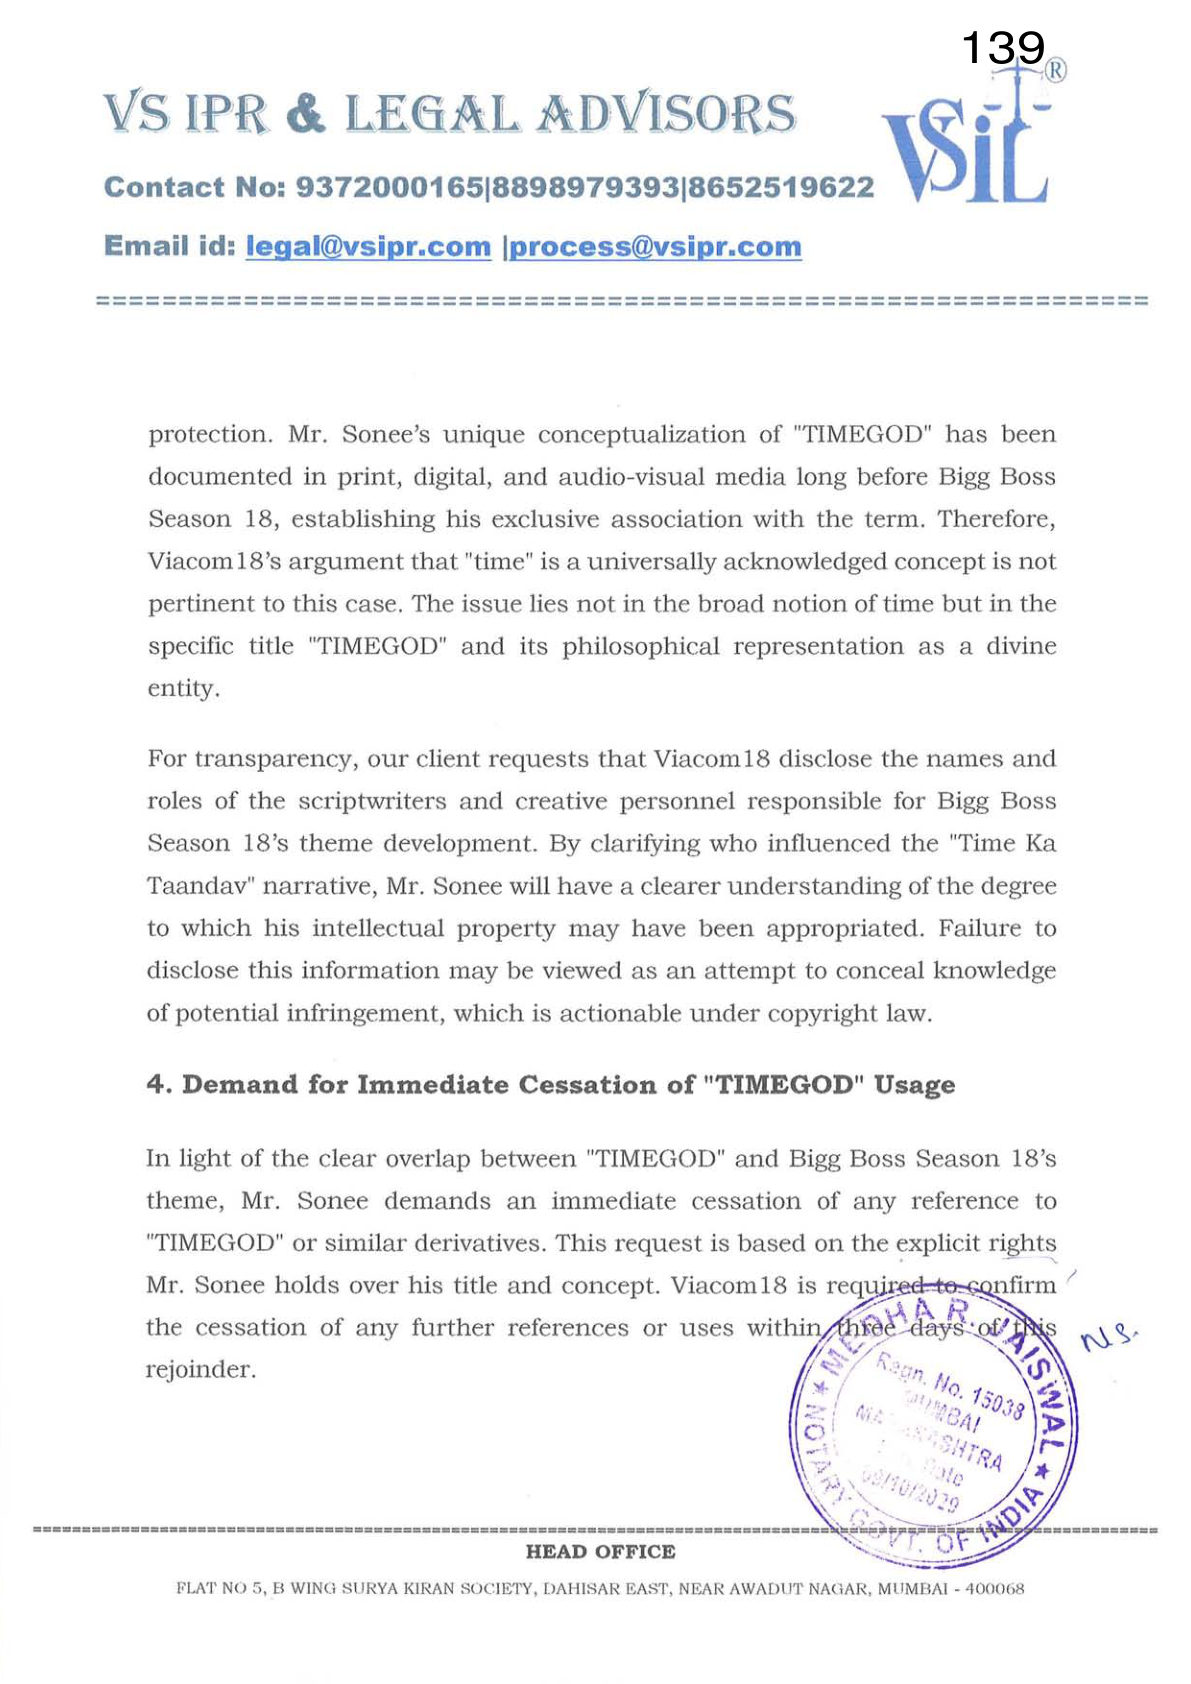 139
VS IPR & LEGAL ADVISORS
VSiL®
Contact No: 9372000165|8898979393|8652519622
Email id: legal@vsipr.com |process@vsipr.com
protection. Mr. Sonee’s unique conceptualization of "TIMEGOD" has been
documented in print, digital, and audio-visual media long before Bigg Boss
Season 18, establishing his exclusive association with the term. Therefore,
Viacom18’s argument that "time" is a universally acknowledged concept is not
pertinent to this case. The issue lies not in the broad notion of time but in the
specific title "TIMEGOD" and its philosophical representation as a divine
entity.
For transparency, our client requests that Viacom18 disclose the names and
roles of the scriptwriters and creative personnel responsible for Bigg Boss
Season 18’s theme development. By clarifying who influenced the "Time Ka
Taandav" narrative, Mr. Sonee will have a clearer understanding of the degree
to which his intellectual property may have been appropriated. Failure to
disclose this information may be viewed as an attempt to conceal knowledge
of potential infringement, which is actionable under copyright law.
4. Demand for Immediate Cessation of "TIMEGOD" Usage
In light of the clear overlap between "TIMEGOD" and Bigg Boss Season 18’s
theme, Mr. Sonee demands an immediate cessation of any reference to
"TIMEGOD" or similar derivatives. This request is based on the explicit rights
Mr. Sonee holds over his title and concept. Viacom18 is required to confirm
the cessation of any further references or uses within three days of this
rejoinder.
N.S.
MEDHA R. JAISWAL
Regn. No. 15038
MUMBAI
MAHARASHTRA
Date
09/10/2029
NOTARY GOVT. OF INDIA
HEAD OFFICE
FLAT NO 5, B WING SURYA KIRAN SOCIETY, DAHISAR EAST, NEAR AWADUT NAGAR, MUMBAI - 400068